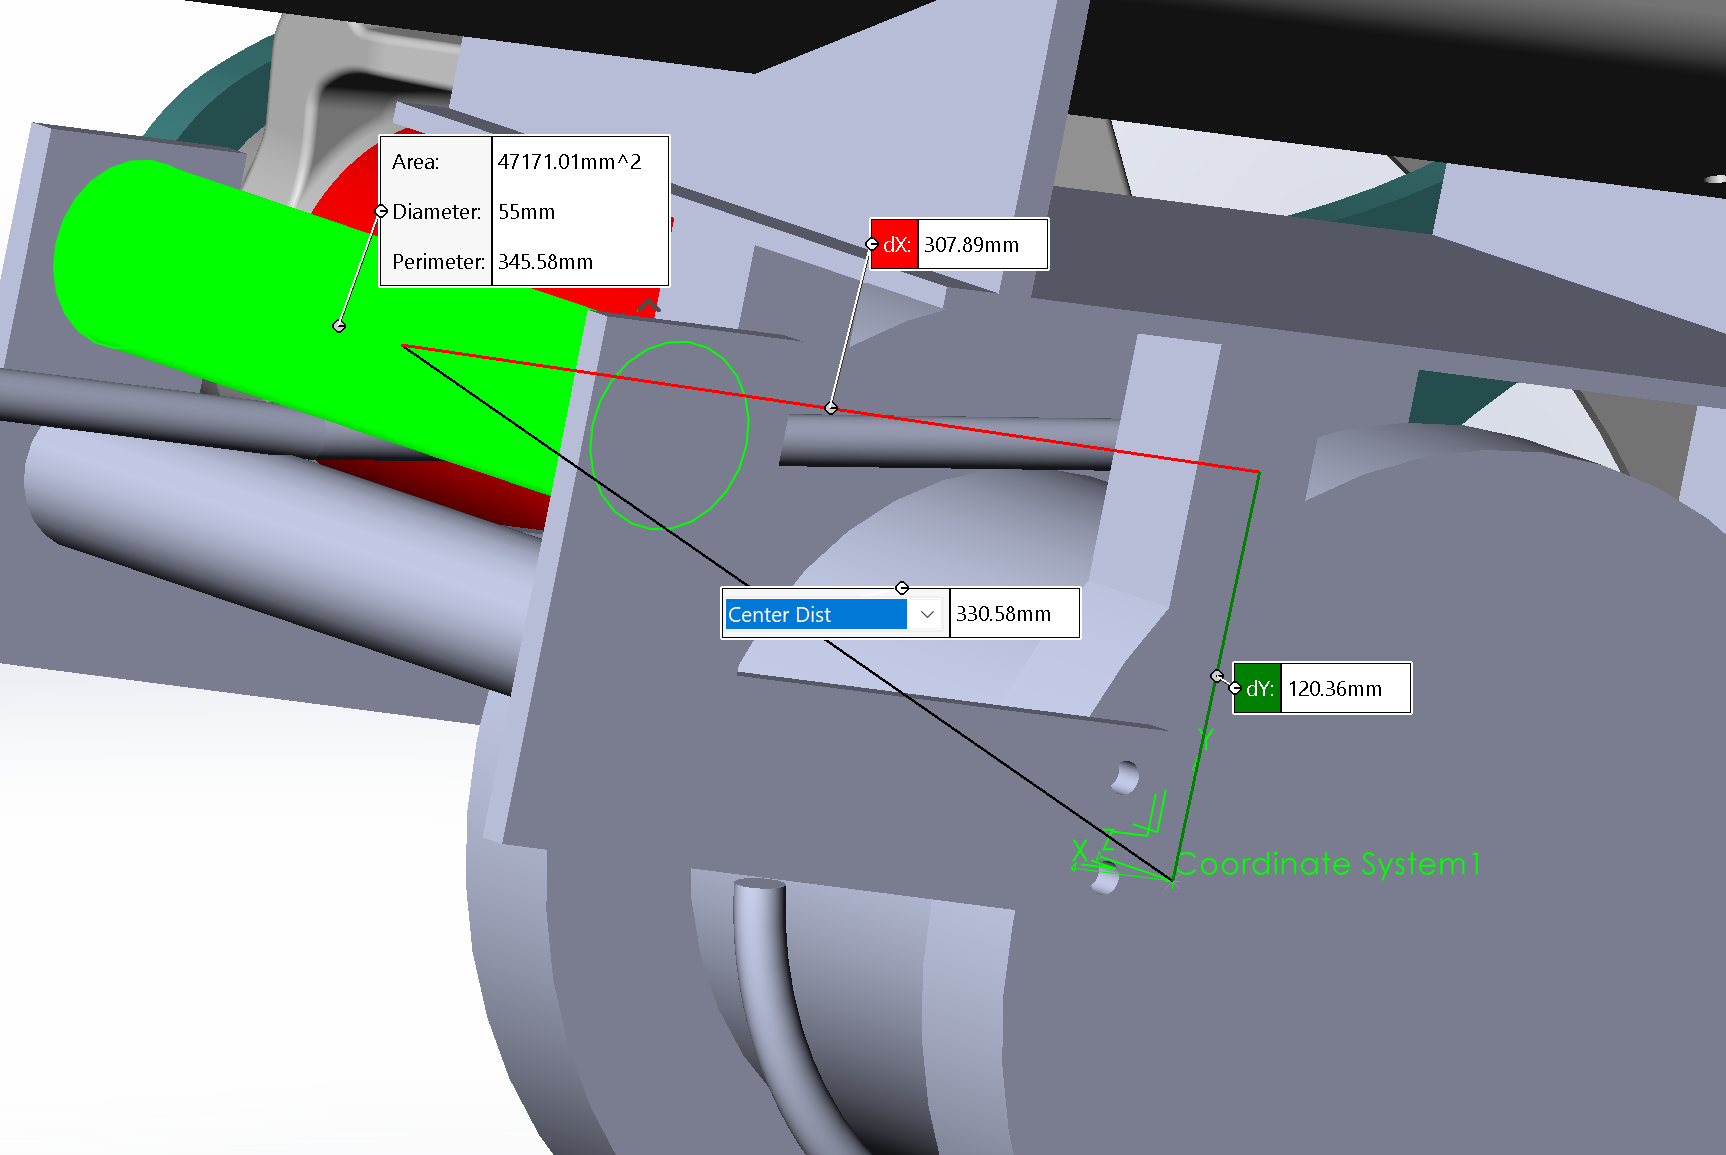 Area: 47171.01mm^2
Diameter: 55mm
Perimeter: 345.58mm
dX: 307.89mm
Center Dist 330.58mm
dY: 120.36mm
Y
X Z
Coordinate System1